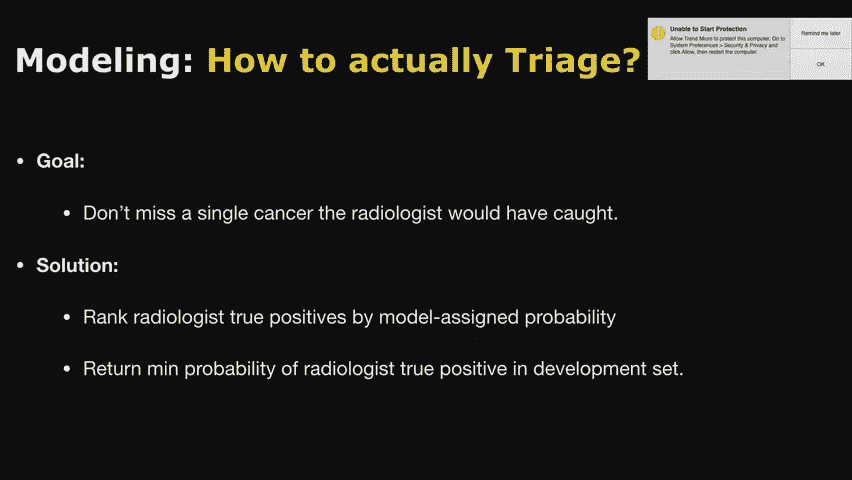 Modeling: How to actually Triage?
Unable to Start Protection
Allow Trend Micro to protect this computer. Go to
System Preferences > Security & Privacy and
click Allow, then restart the computer.
Remind me later
OK
• Goal:
• Don't miss a single cancer the radiologist would have caught.
• Solution:
• Rank radiologist true positives by model-assigned probability
• Return min probability of radiologist true positive in development set.